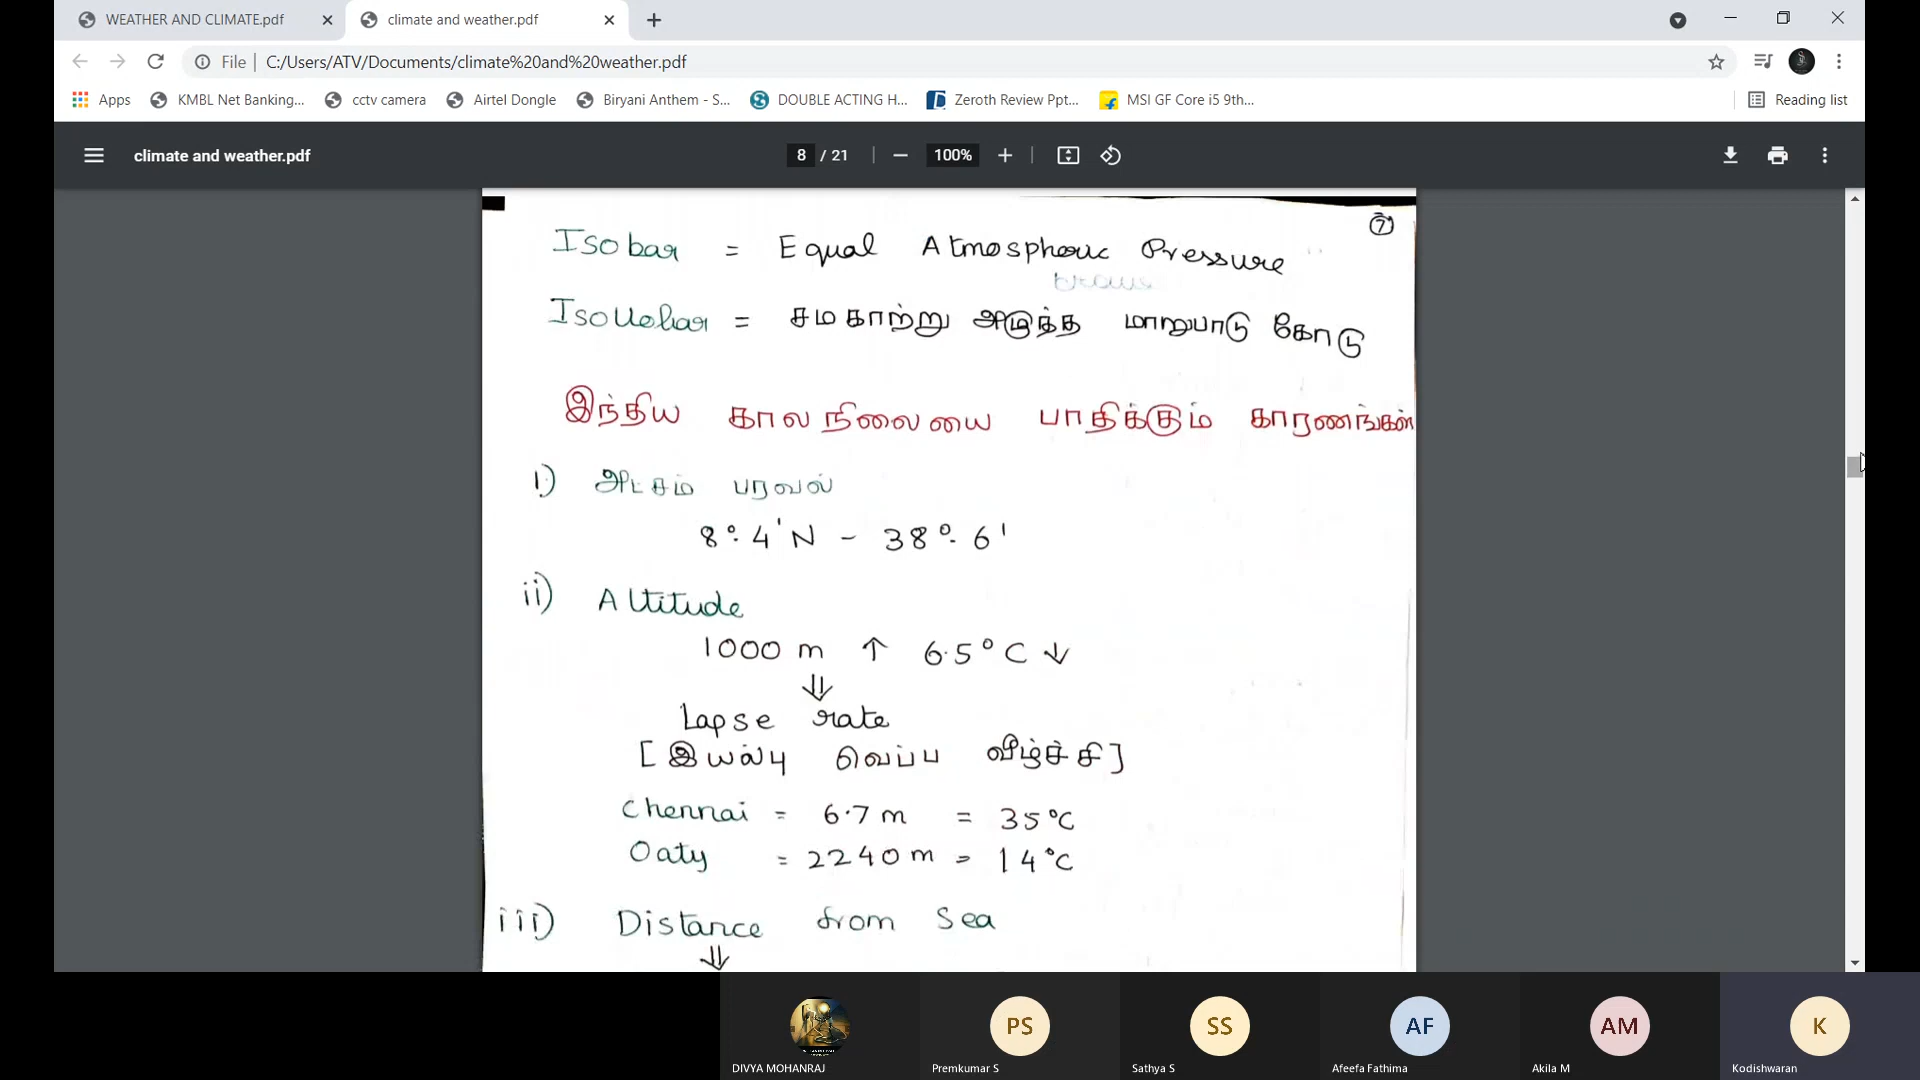 WEATHER AND CLIMATE.pdf
climate and weather.pdf
File | C:/Users/ATV/Documents/climate%20and%20weather.pdf
Apps KMBL Net Banking... cctv camera Airtel Dongle Biryani Anthem - S... DOUBLE ACTING H... Zeroth Review Ppt... MSI GF Core i5 9th... Reading list
climate and weather.pdf 8 / 21 100%
7
Isobar = Equal Atmospheric Pressure
= சமகாற்று அழுத்த மாறுபாடு கோடு
இந்திய காலநிலையை பாதிக்கும் காரணங்கள்
1) அட்சம் பரவல்
8°.4'N - 38°.6'
ii) Altitude
1000 m ↑ 6.5°C ↓
⇓
Lapse rate
[இயல்பு வெப்ப வீழ்ச்சி]
Chennai = 6.7 m = 35°C
Oaty = 2240 m = 14°C
iii) Distance from Sea
⇓
PS SS AF AM K
DIVYA MOHANRAJ Premkumar S Sathya S Afeefa Fathima Akila M Kodishwaran